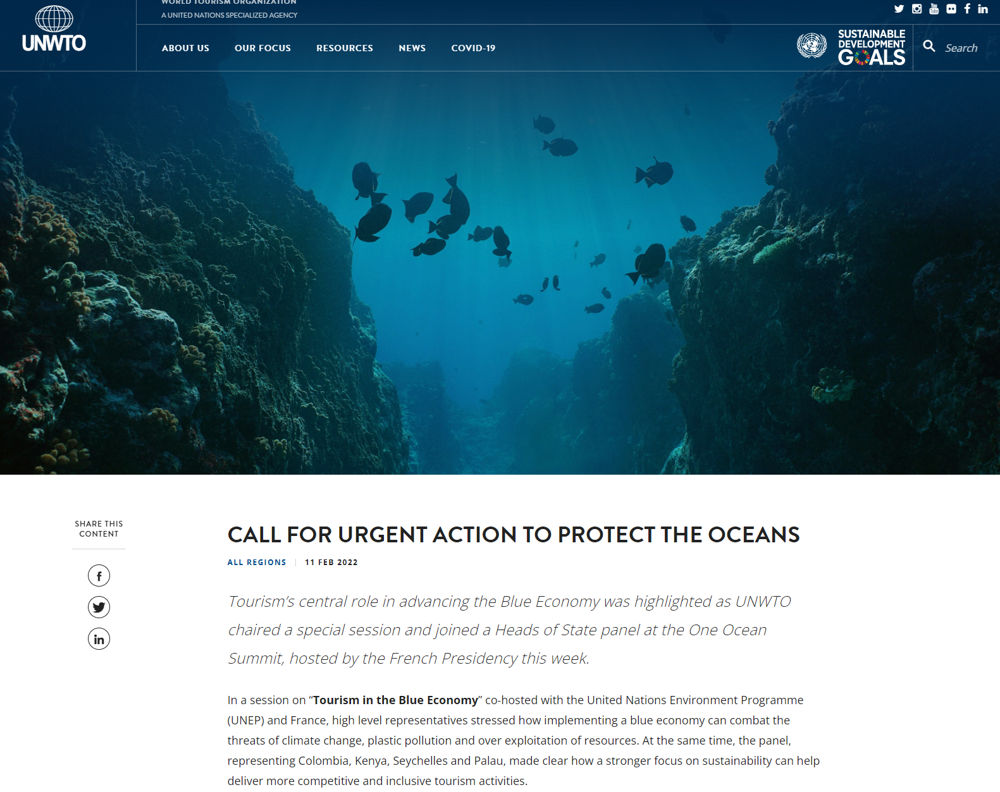 WORLD TOURISM ORGANIZATION
A UNITED NATIONS SPECIALIZED AGENCY
UNWTO
ABOUT US
OUR FOCUS
RESOURCES
NEWS
COVID-19
SUSTAINABLE
DEVELOPMENT
GOALS
Search
SHARE THIS
CONTENT
CALL FOR URGENT ACTION TO PROTECT THE OCEANS
ALL REGIONS | 11 FEB 2022
Tourism’s central role in advancing the Blue Economy was highlighted as UNWTO
chaired a special session and joined a Heads of State panel at the One Ocean
Summit, hosted by the French Presidency this week.
In a session on “Tourism in the Blue Economy” co-hosted with the United Nations Environment Programme
(UNEP) and France, high level representatives stressed how implementing a blue economy can combat the
threats of climate change, plastic pollution and over exploitation of resources. At the same time, the panel,
representing Colombia, Kenya, Seychelles and Palau, made clear how a stronger focus on sustainability can help
deliver more competitive and inclusive tourism activities.